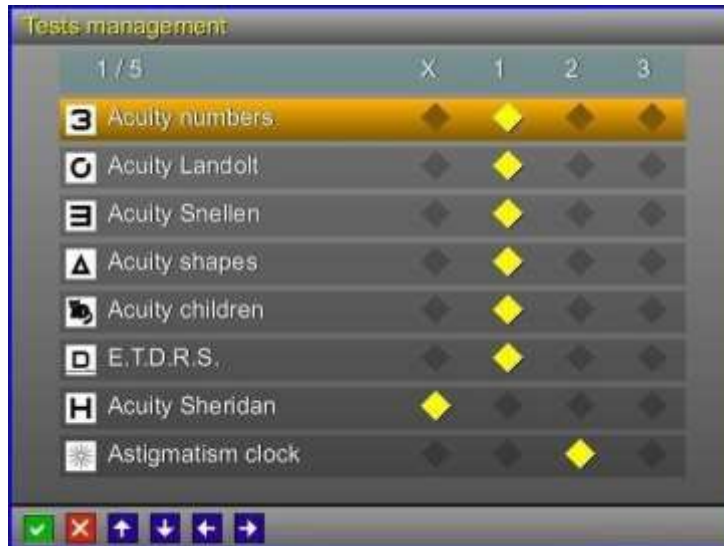 Tests management
1 / 5 X 1 2 3
3 Acuity numbers
Acuity Landolt
Acuity Snellen
Acuity shapes
Acuity children
D E.T.D.R.S.
H Acuity Sheridan
Astigmatism clock